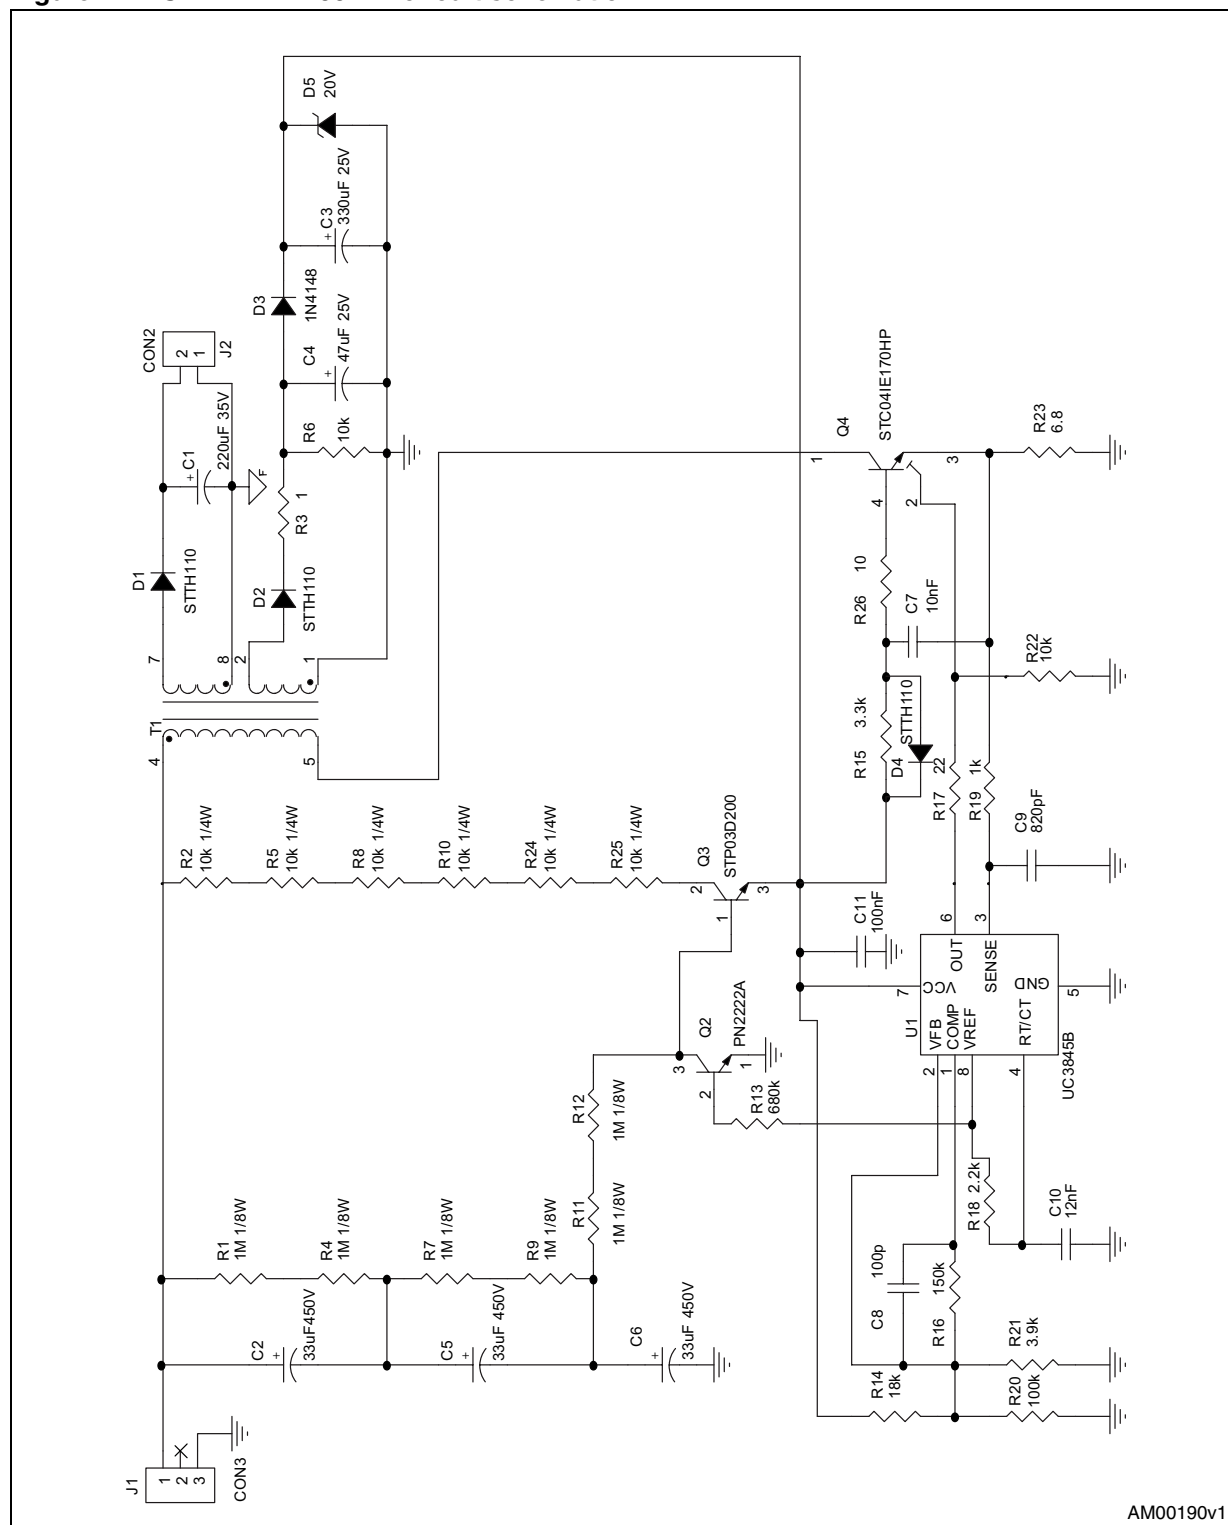 D5
20V
C3
+
330uF 25V
D3
1N4148
C4
+
47uF 25V
R6
10k
CON2
2
1
J2
C1
+
220uF 35V
F
R3
1
D1
STTH110
D2
STTH110
7
8
2
1
T1
4
5
Q4
STC04IE170HP
1
4
2
3
R23
6.8
R26
10
C7
10nF
R22
10k
R15
3.3k
D4
STTH110
R17
22
R19
1k
C9
820pF
R2
10k 1/4W
R5
10k 1/4W
R8
10k 1/4W
R10
10k 1/4W
R24
10k 1/4W
R25
10k 1/4W
Q3
STP03D200
2
1
3
C11
100nF
Q2
PN2222A
3
2
1
R13
680k
6
3
7
5
OUT
SENSE
VCC
GND
U1
VFB
COMP
VREF
RT/CT
UC3845B
2
1
8
4
R12
1M 1/8W
R11
1M 1/8W
R1
1M 1/8W
R4
1M 1/8W
R7
1M 1/8W
R9
1M 1/8W
C2
+
33uF450V
C5
+
33uF 450V
C6
+
33uF 450V
R18
2.2k
C10
12nF
C8
100p
R16
150k
R14
18k
R21
3.9k
R20
100k
J1
1
2
3
CON3
AM00190v1